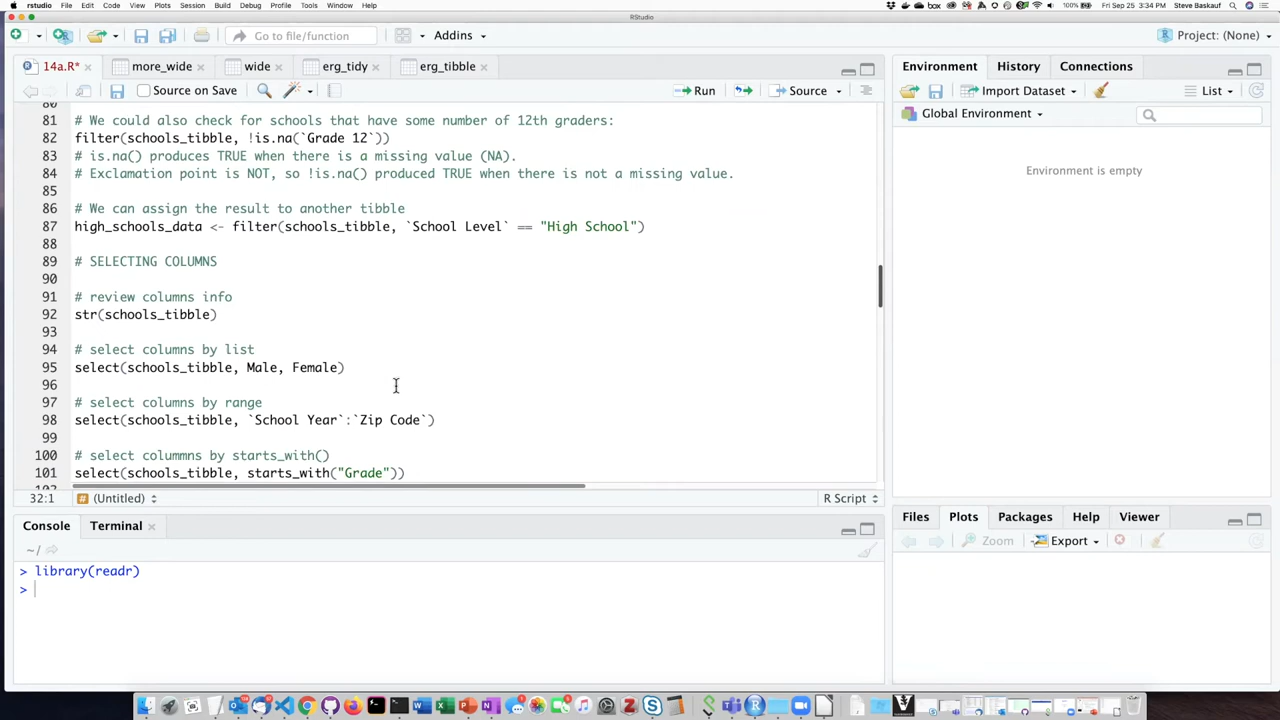 rstudio File Edit Code View Plots Session Build Debug Profile Tools Window Help box 100% Fri Sep 25 3:34 PM Steve Baskauf
RStudio
Go to file/function Addins Project: (None)
14a.R* more_wide wide erg_tidy erg_tibble
Source on Save Run Source
80
81 # We could also check for schools that have some number of 12th graders:
82 filter(schools_tibble, !is.na(`Grade 12`))
83 # is.na() produces TRUE when there is a missing value (NA).
84 # Exclamation point is NOT, so !is.na() produced TRUE when there is not a missing value.
85
86 # We can assign the result to another tibble
87 high_schools_data <- filter(schools_tibble, `School Level` == "High School")
88
89 # SELECTING COLUMNS
90
91 # review columns info
92 str(schools_tibble)
93
94 # select columns by list
95 select(schools_tibble, Male, Female)
96
97 # select columns by range
98 select(schools_tibble, `School Year`:`Zip Code`)
99
100 # select colummns by starts_with()
101 select(schools_tibble, starts_with("Grade"))
32:1 (Untitled) R Script
Console Terminal
~/
> library(readr)
>
Environment History Connections
Import Dataset List
Global Environment
Environment is empty
Files Plots Packages Help Viewer
Zoom Export